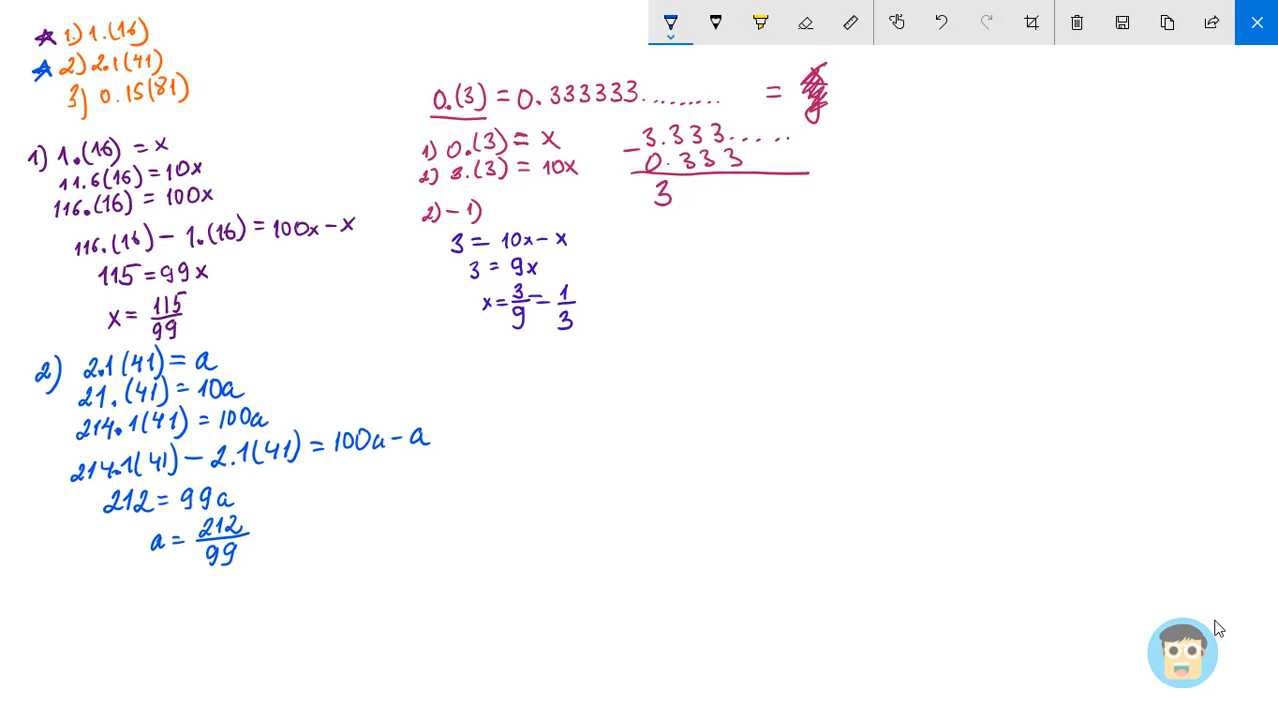 1.) 1.(16)
2) 2.1(41)
3) 0.15(81)
1) 1.(16) = x
11.6(16) = 10x
116.(16) = 100x
116.(16) − 1.(16) = 100x − x
115 = 99x
x = 115/99
2) 2.1(41) = a
21.(41) = 10a
214.1(41) = 100a
214.1(41) − 2.1(41) = 100a − a
212 = 99a
a = 212/99
0.(3) = 0.333333......... =
1) 0.(3) = x
2) 3.(3) = 10x
2) − 1)
3 = 10x − x
3 = 9x
x = 3/9 = 1/3
− 3.333.....
0.333
3